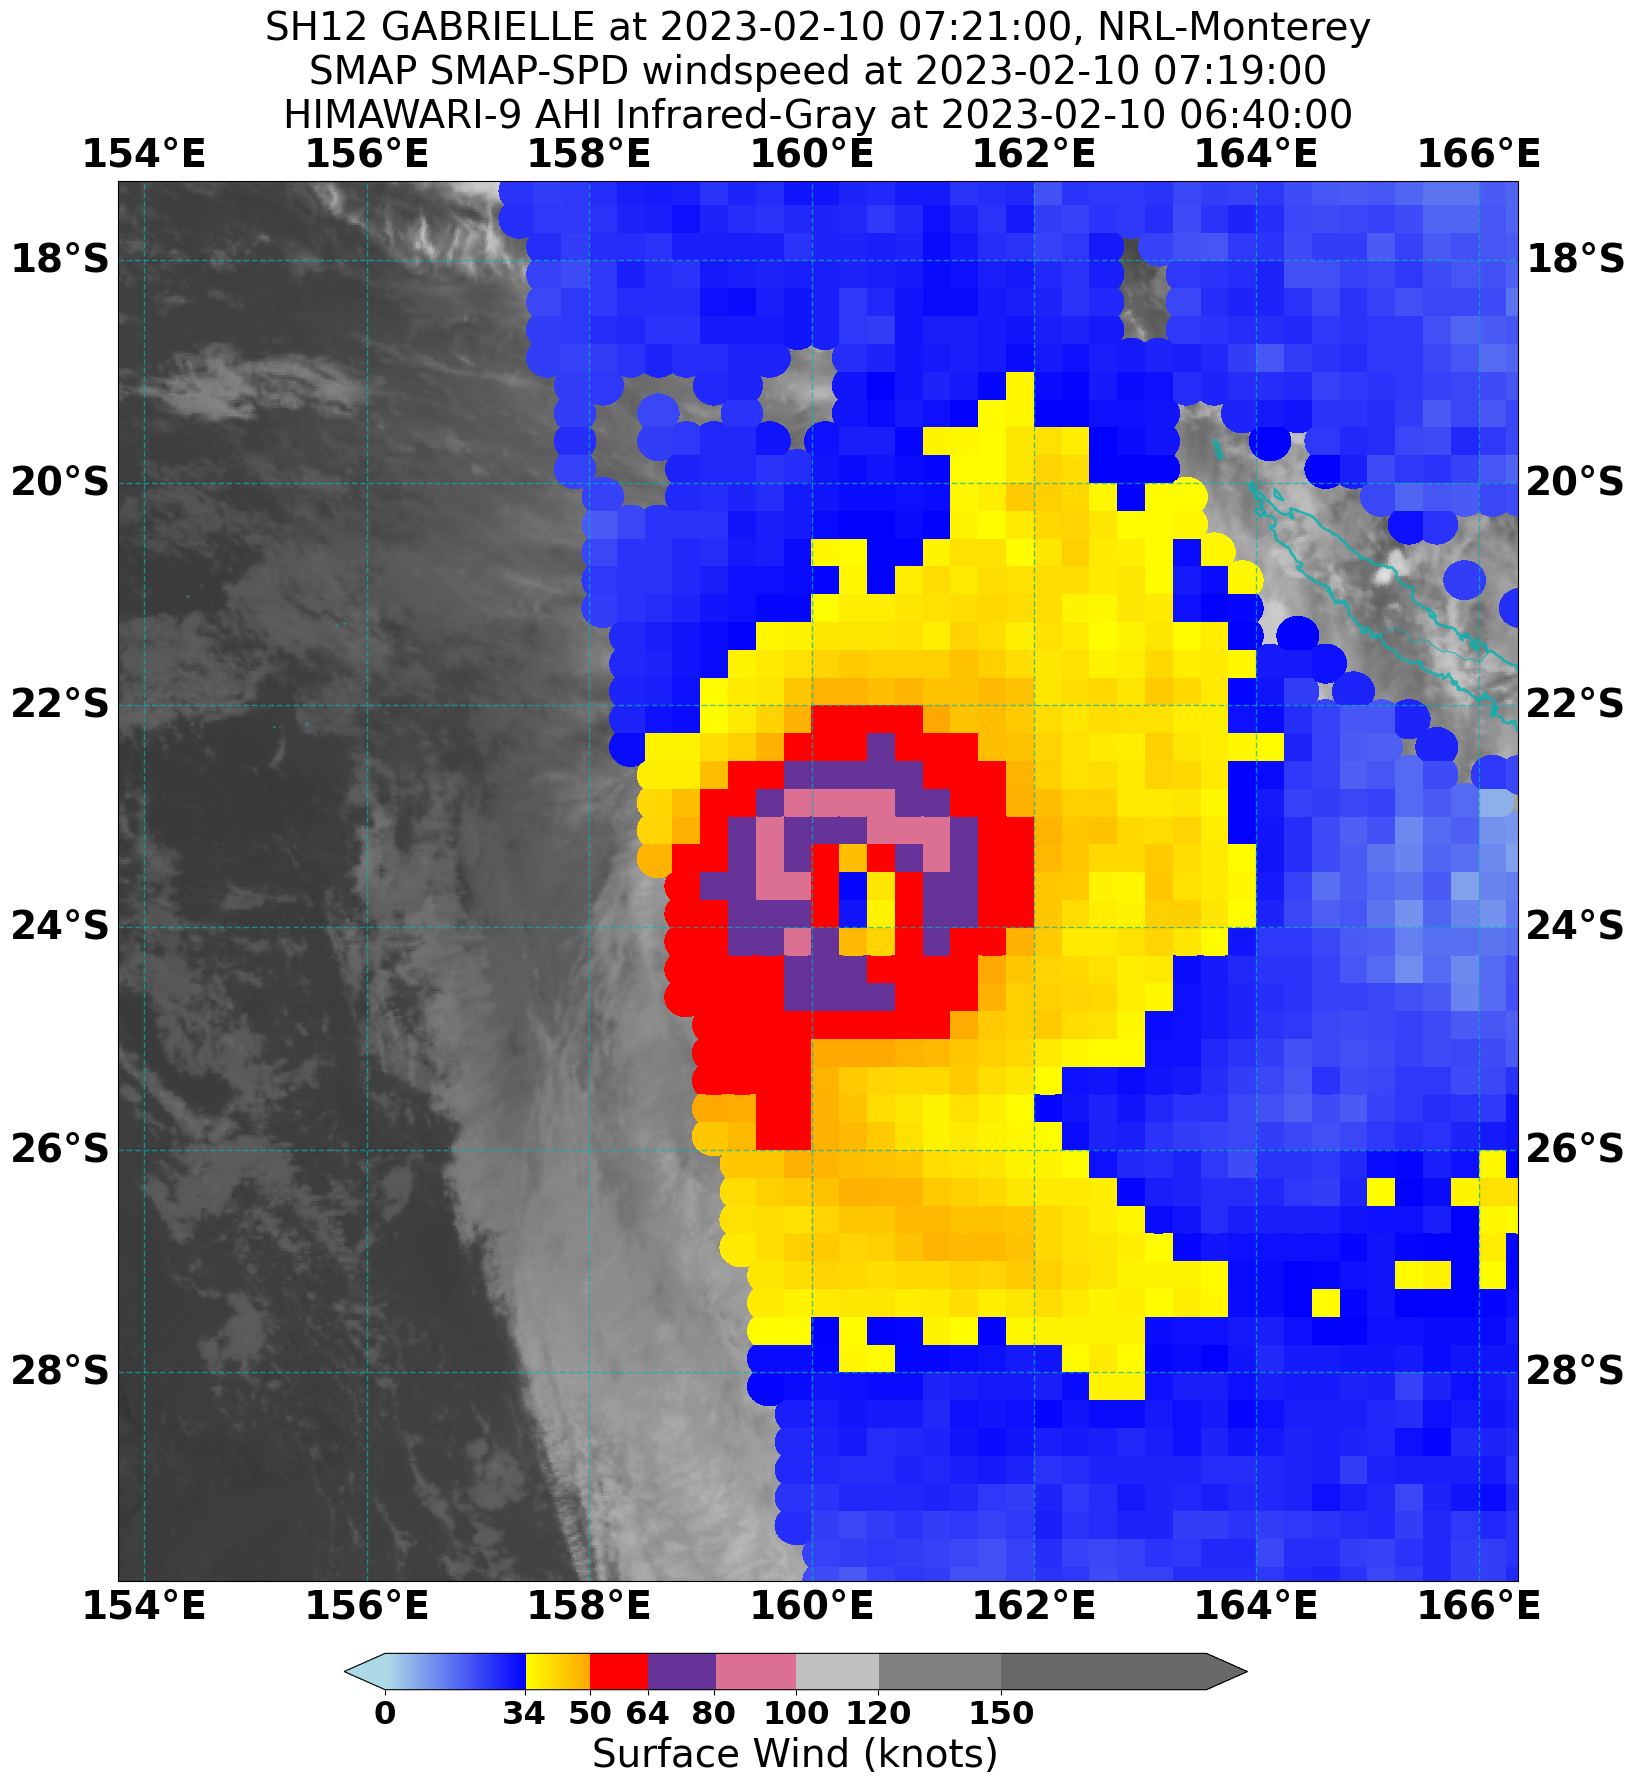 SH12 GABRIELLE at 2023-02-10 07:21:00, NRL-Monterey
SMAP SMAP-SPD windspeed at 2023-02-10 07:19:00
HIMAWARI-9 AHI Infrared-Gray at 2023-02-10 06:40:00
154°E 156°E 158°E 160°E 162°E 164°E 166°E
18°S 18°S
20°S 20°S
22°S 22°S
24°S 24°S
26°S 26°S
28°S 28°S
154°E 156°E 158°E 160°E 162°E 164°E 166°E
0 34 50 64 80 100 120 150
Surface Wind (knots)